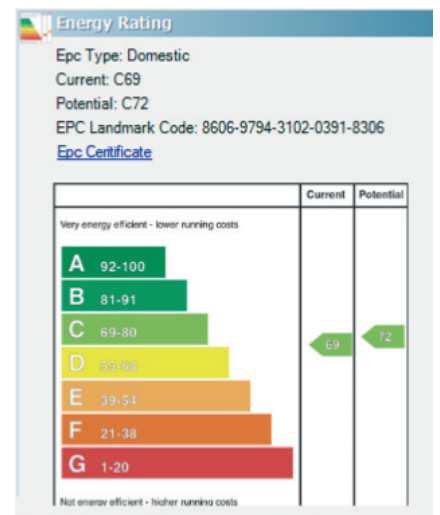 Energy Rating
Epc Type: Domestic
Current: C69
Potential: C72
EPC Landmark Code: 8606-9794-3102-0391-8306
Epc Certificate
Current Potential
Very energy efficient - lower running costs
A 92-100
B 81-91
C 69-80
D 55-68
E 39-54
F 21-38
G 1-20
69
72
Not energy efficient - higher running costs